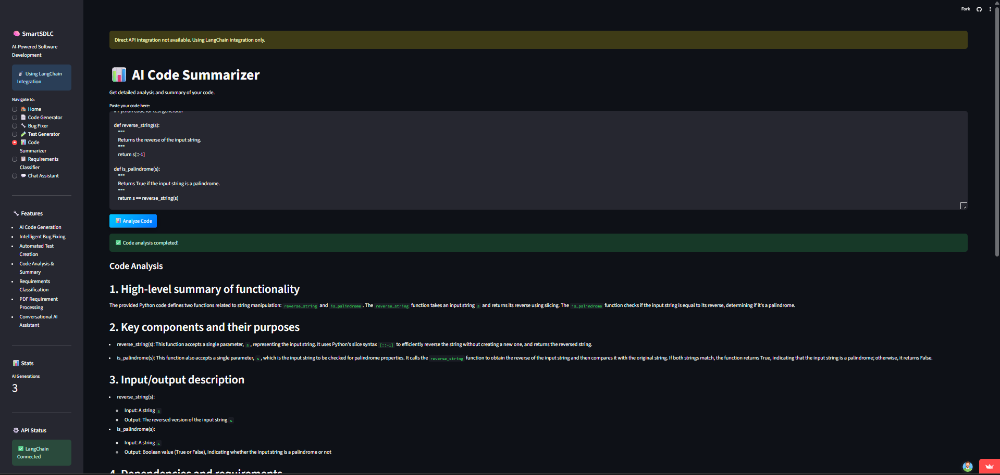 Fork
SmartSDLC
AI-Powered Software
Development
Using LangChain
Integration
Navigate to:
Home
Code Generator
Bug Fixer
Test Generator
Code
Summarizer
Requirements
Classifier
Chat Assistant
Features
AI Code Generation
Intelligent Bug Fixing
Automated Test
Creation
Code Analysis &
Summary
Requirements
Classification
PDF Requirement
Processing
Conversational AI
Assistant
Stats
AI Generations
3
API Status
LangChain
Connected
Direct API integration not available. Using LangChain integration only.
AI Code Summarizer
Get detailed analysis and summary of your code.
Paste your code here:
# Python code for test generator
def reverse_string(s):
"""
Returns the reverse of the input string.
"""
return s[::-1]
def is_palindrome(s):
"""
Returns True if the input string is a palindrome.
"""
return s == reverse_string(s)
Analyze Code
Code analysis completed!
Code Analysis
1. High-level summary of functionality
The provided Python code defines two functions related to string manipulation: reverse_string and is_palindrome. The reverse_string function takes an input string s and returns its reverse using slicing. The is_palindrome function checks if the input string is equal to its reverse, determining if it's a palindrome.
2. Key components and their purposes
• reverse_string(s): This function accepts a single parameter, s, representing the input string. It uses Python's slice syntax [::-1] to efficiently reverse the string without creating a new one, and returns the reversed string.
• is_palindrome(s): This function also accepts a single parameter, s, which is the input string to be checked for palindrome properties. It calls the reverse_string function to obtain the reverse of the input string and then compares it with the original string. If both strings match, the function returns True, indicating that the input string is a palindrome; otherwise, it returns False.
3. Input/output description
• reverse_string(s):
Input: A string s
Output: The reversed version of the input string s
• is_palindrome(s):
Input: A string s
Output: Boolean value (True or False), indicating whether the input string is a palindrome or not
4. Dependencies and requirements